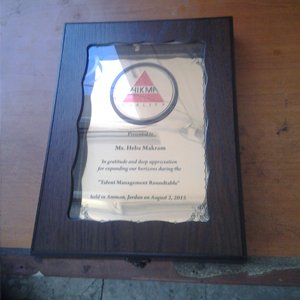 HIKMA
Presented to
Ms. Heba Makram
In gratitude and deep appreciation
for expanding our horizons during the
"Talent Management Roundtable"
held in Amman, Jordan on August 3, 2015